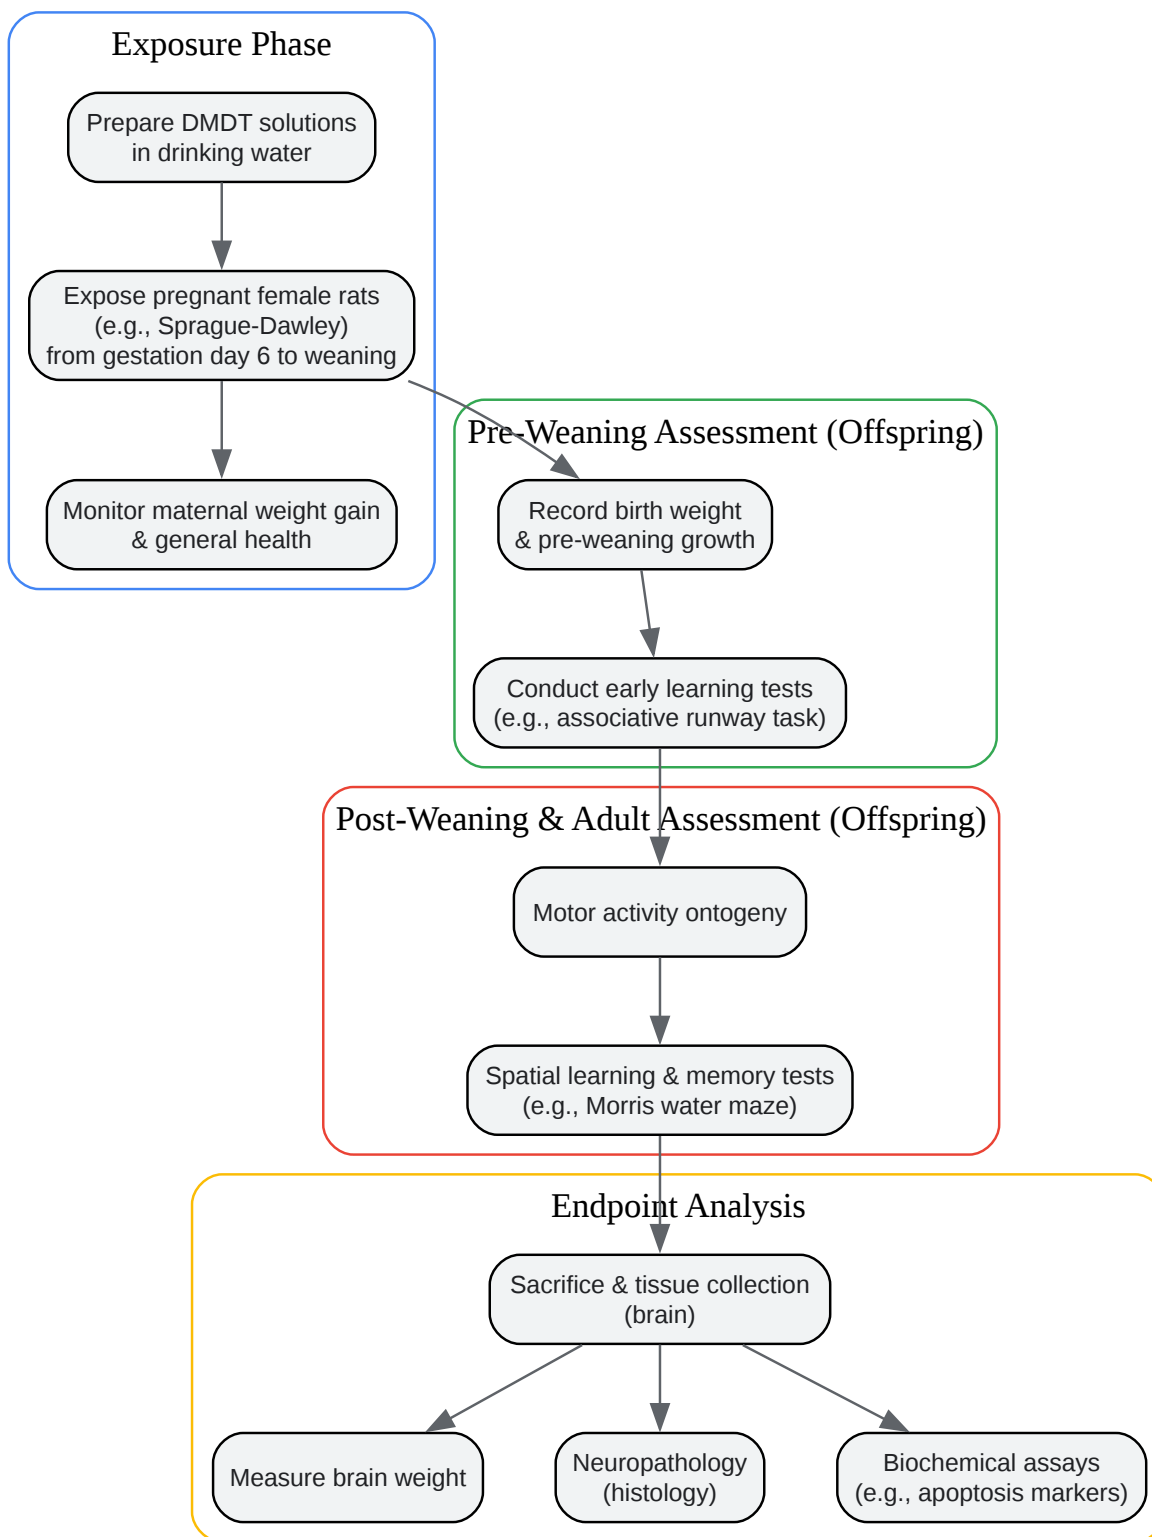 Exposure Phase
Prepare DMDT solutions
in drinking water
Expose pregnant female rats
(e.g., Sprague-Dawley)
from gestation day 6 to weaning
Monitor maternal weight gain
& general health
Pre-Weaning Assessment (Offspring)
Record birth weight
& pre-weaning growth
Conduct early learning tests
(e.g., associative runway task)
Post-Weaning & Adult Assessment (Offspring)
Motor activity ontogeny
Spatial learning & memory tests
(e.g., Morris water maze)
Endpoint Analysis
Sacrifice & tissue collection
(brain)
Measure brain weight
Neuropathology
(histology)
Biochemical assays
(e.g., apoptosis markers)